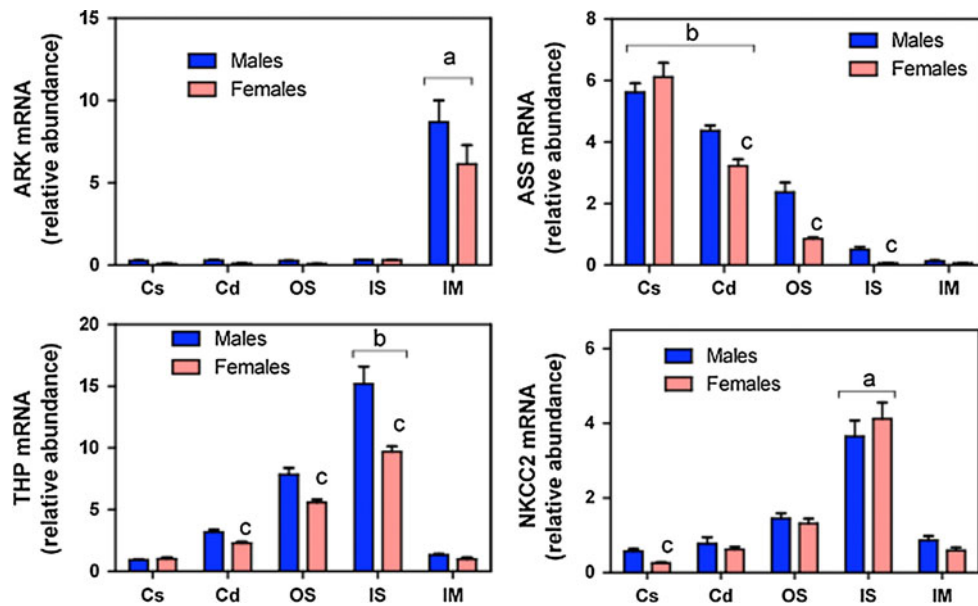 ARK mRNA
(relative abundance)
15
10
5
0
Males
Females
a
Cs Cd OS IS IM
ASS mRNA
(relative abundance)
8
6
4
2
0
Males
Females
b
c
c
c
Cs Cd OS IS IM
THP mRNA
(relative abundance)
20
15
10
5
0
Males
Females
b
c
c
c
Cs Cd OS IS IM
NKCC2 mRNA
(relative abundance)
6
4
2
0
Males
Females
a
c
Cs Cd OS IS IM